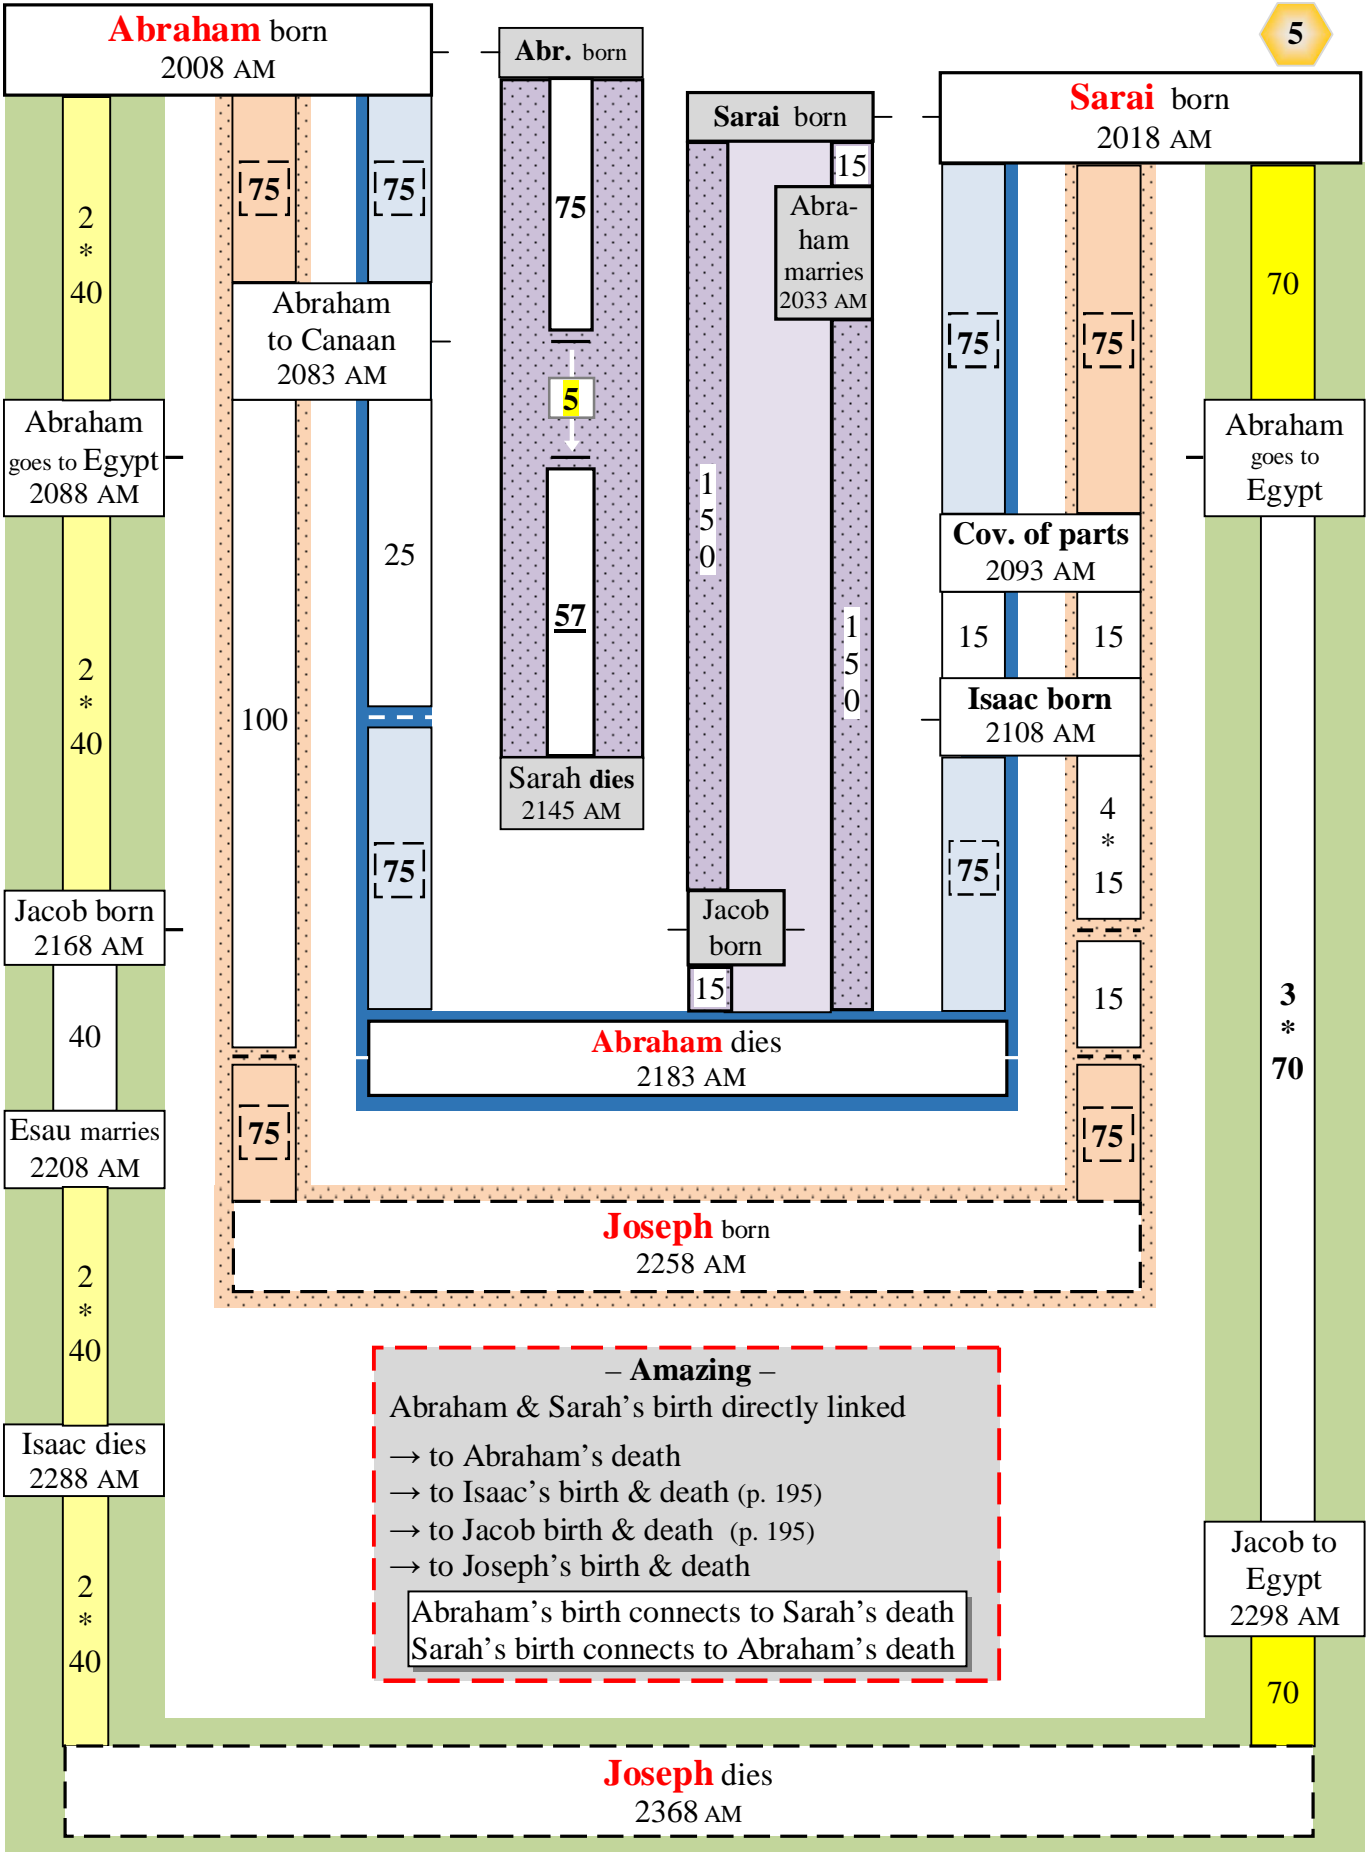 Abraham born
2008 AM
2
*
40
Abraham
goes to Egypt
2088 AM
2
*
40
Jacob born
2168 AM
40
Esau marries
2208 AM
2
*
40
Isaac dies
2288 AM
2
*
40
75
75
Abraham
to Canaan
2083 AM
100
25
75
75
Abr. born
75
5
57
Sarah dies
2145 AM
Sarai born
15
Abra-
ham
marries
2033 AM
1
5
0
1
5
0
Jacob
born
15
5
Sarai born
2018 AM
75
75
70
Abraham
goes to
Egypt
Cov. of parts
2093 AM
15
15
Isaac born
2108 AM
75
4
*
15
15
75
3
*
70
Jacob to
Egypt
2298 AM
70
Abraham dies
2183 AM
Joseph born
2258 AM
– Amazing –
Abraham & Sarah’s birth directly linked
→ to Abraham’s death
→ to Isaac’s birth & death (p. 195)
→ to Jacob birth & death (p. 195)
→ to Joseph’s birth & death
Abraham’s birth connects to Sarah’s death
Sarah’s birth connects to Abraham’s death
Joseph dies
2368 AM